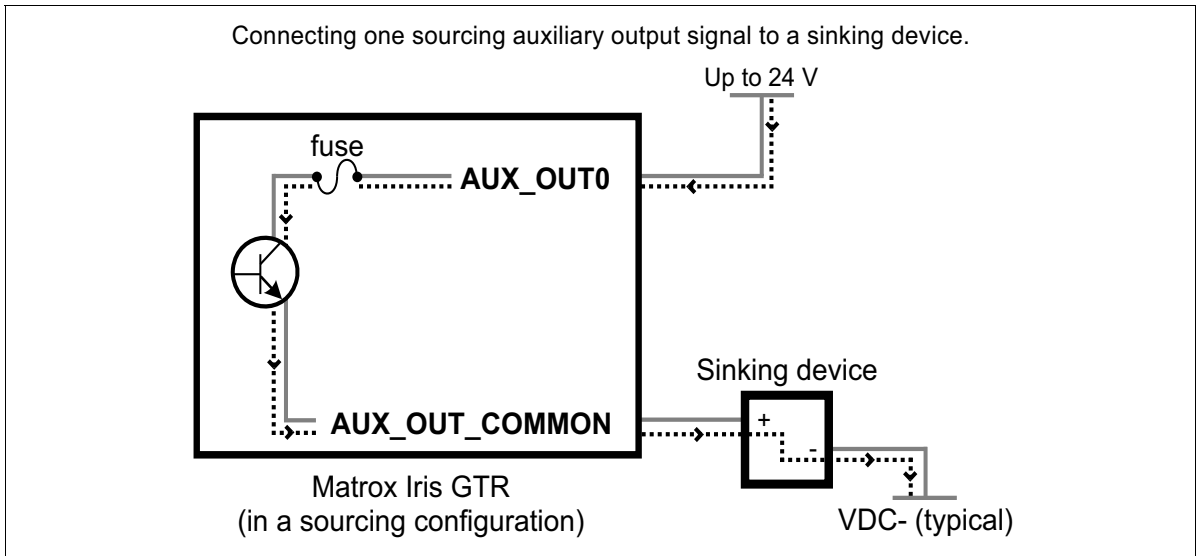 Connecting one sourcing auxiliary output signal to a sinking device.
Up to 24 V
fuse
AUX_OUT0
Sinking device
+
-
AUX_OUT_COMMON
Matrox Iris GTR
(in a sourcing configuration)
VDC- (typical)